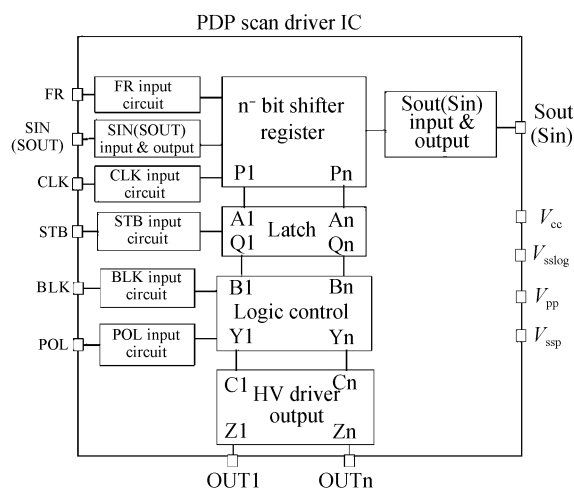 PDP scan driver IC
FR
FR input
circuit
SIN
(SOUT)
SIN(SOUT)
input & output
CLK
CLK input
circuit
n⁻ bit shifter
register
P1
Pn
Sout(Sin)
input &
output
Sout
(Sin)
STB
STB input
circuit
A1
An
Latch
Q1
Qn
BLK
BLK input
circuit
B1
Bn
Logic control
Y1
Yn
POL
POL input
circuit
C1
Cn
HV driver
output
Z1
Zn
OUT1
OUTn
Vcc
Vsslog
Vpp
Vssp